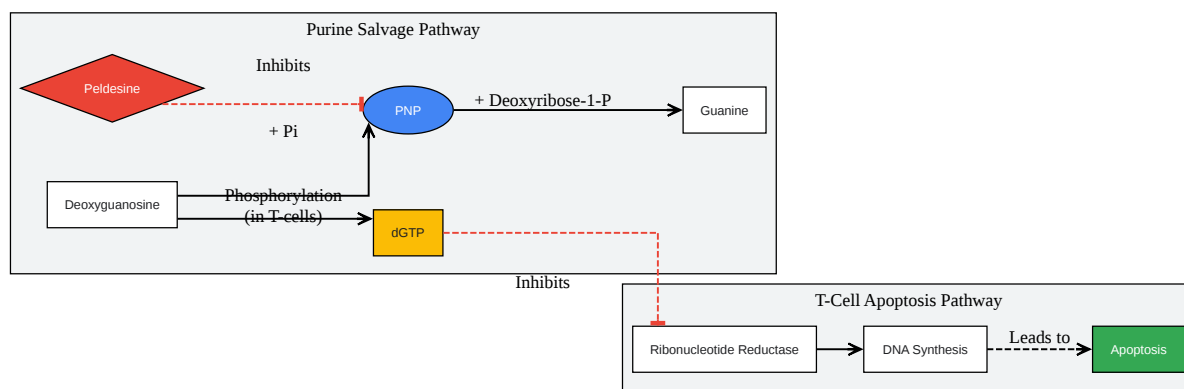 Purine Salvage Pathway
Inhibits
Peldesine
PNP
+ Deoxyribose-1-P
Guanine
+ Pi
Deoxyguanosine
Phosphorylation
(in T-cells)
dGTP
Inhibits
T-Cell Apoptosis Pathway
Ribonucleotide Reductase
DNA Synthesis
Leads to
Apoptosis